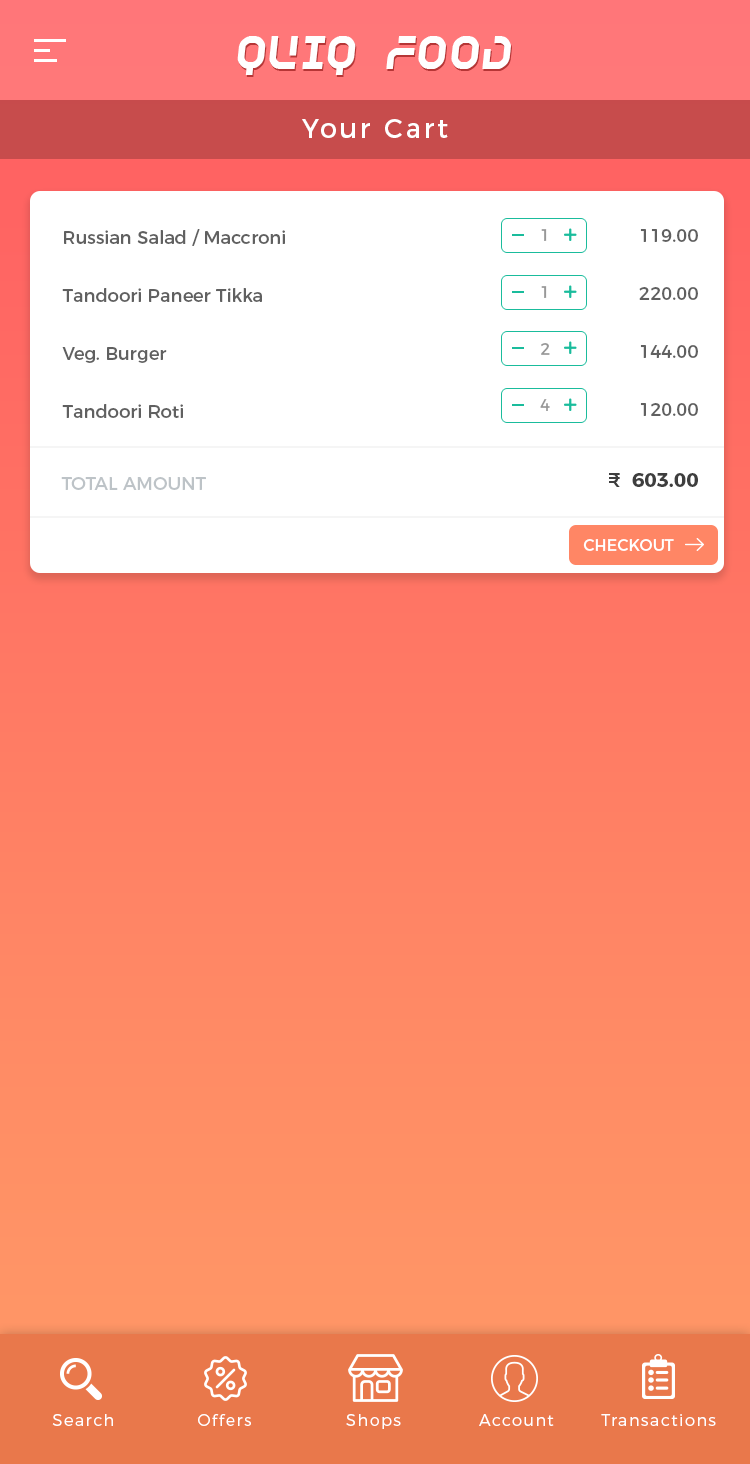 QUIQ FOOD
Your Cart
Russian Salad / Maccroni − 1 + 119.00
Tandoori Paneer Tikka − 1 + 220.00
Veg. Burger − 2 + 144.00
Tandoori Roti − 4 + 120.00
TOTAL AMOUNT ₹ 603.00
CHECKOUT →
Search Offers Shops Account Transactions